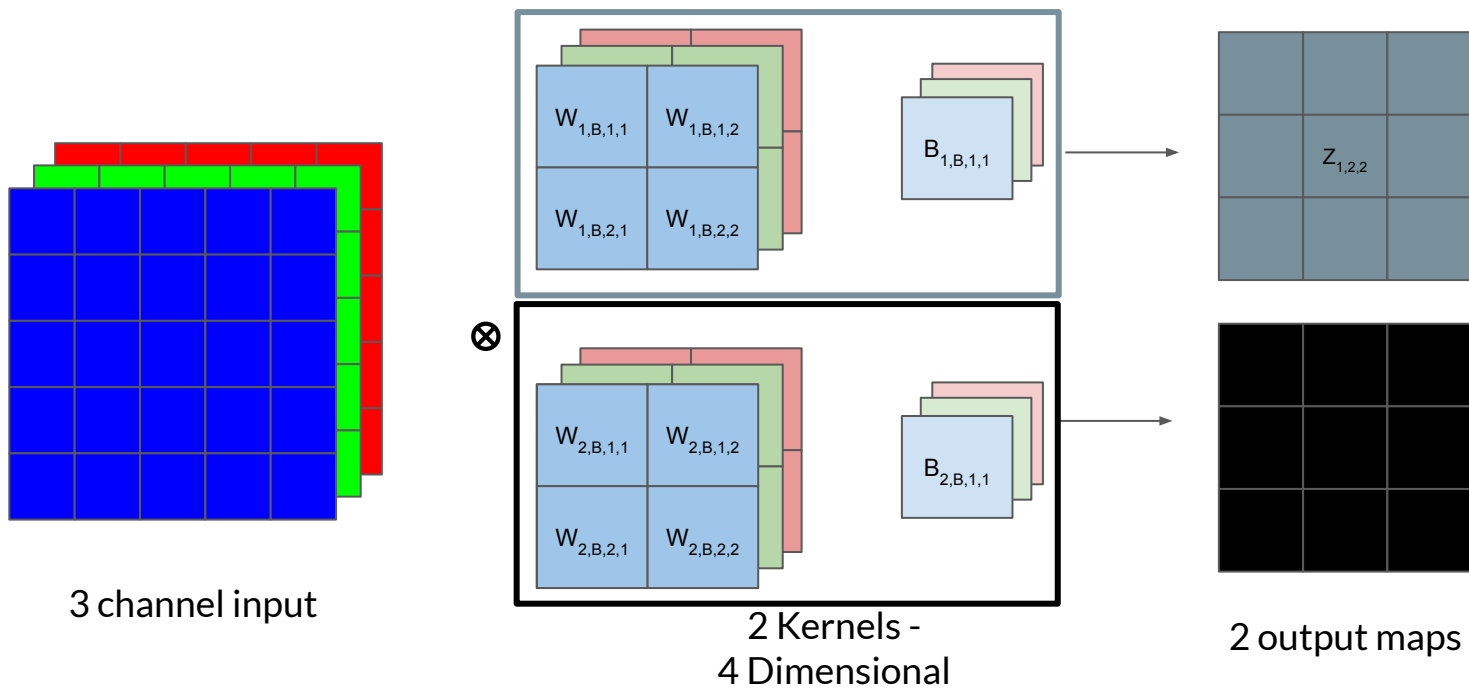 W1,B,1,1 W1,B,1,2
W1,B,2,1 W1,B,2,2
B1,B,1,1
Z1,2,2
⊗
W2,B,1,1 W2,B,1,2
W2,B,2,1 W2,B,2,2
B2,B,1,1
3 channel input
2 Kernels -
4 Dimensional
2 output maps